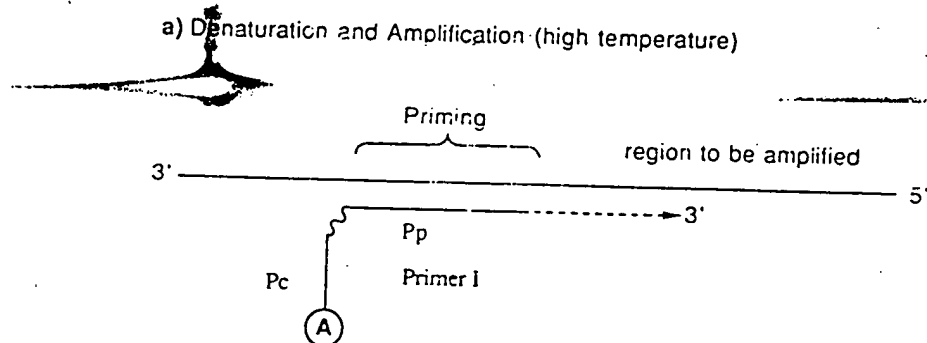 a) Denaturation and Amplification (high temperature)
Priming
region to be amplified
3'
5'
3'
Pp
Pc
Primer I
A